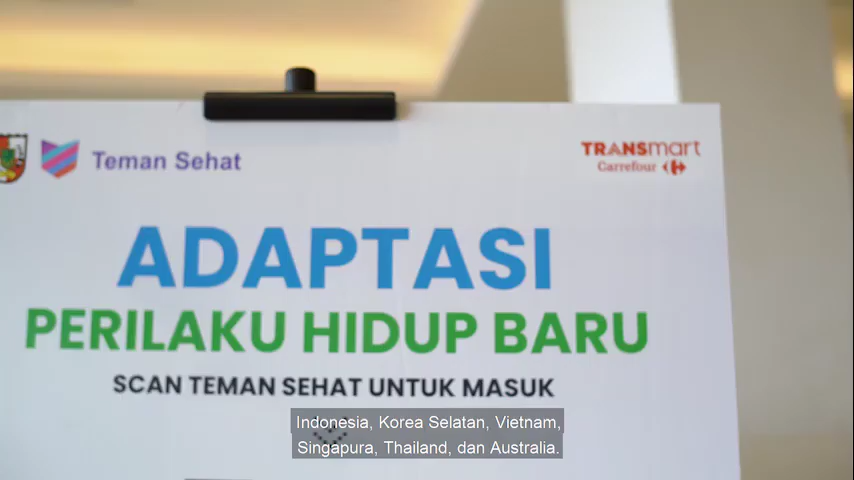 Teman Sehat
TRANSmart
Carrefour
ADAPTASI
PERILAKU HIDUP BARU
SCAN TEMAN SEHAT UNTUK MASUK
Indonesia, Korea Selatan, Vietnam,
Singapura, Thailand, dan Australia.